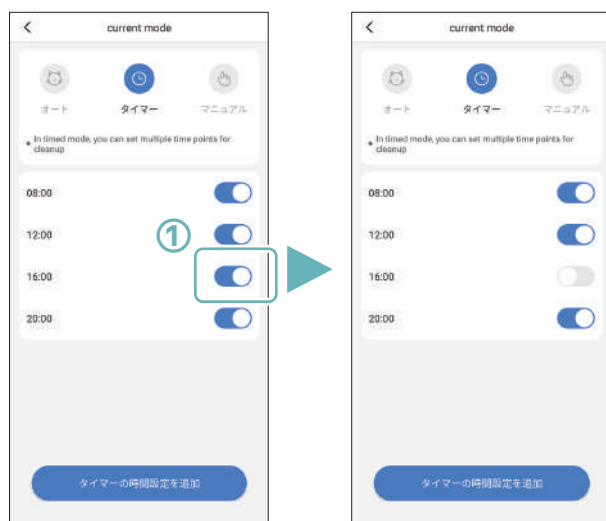 current mode
オート
タイマー
マニュアル
• In timed mode, you can set multiple time points for
cleanup
08:00
12:00
①
16:00
20:00
タイマーの時間設定を追加
current mode
オート
タイマー
マニュアル
• In timed mode, you can set multiple time points for
cleanup
08:00
12:00
16:00
20:00
タイマーの時間設定を追加